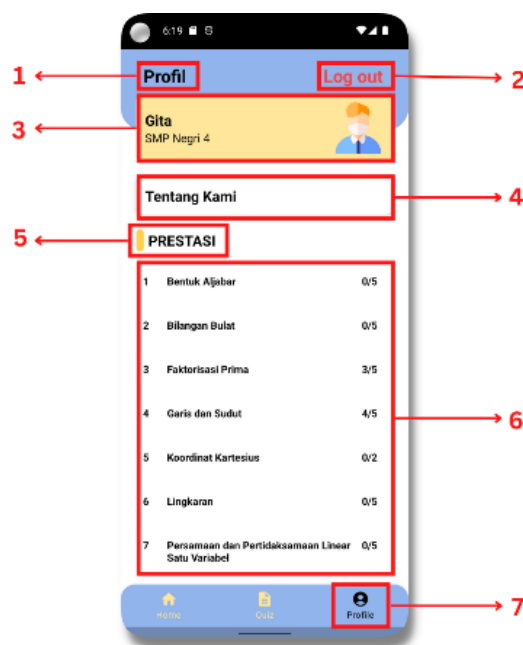 6:19
Profil
Log out
1
2
Gita
SMP Negri 4
3
Tentang Kami
4
PRESTASI
5
1 Bentuk Aljabar 0/5
2 Bilangan Bulat 0/5
3 Faktorisasi Prima 3/5
4 Garis dan Sudut 4/5
6
5 Koordinat Kartesius 0/2
6 Lingkaran 0/5
7 Persamaan dan Pertidaksamaan Linear 0/5
Satu Variabel
Home Quiz Profile
7